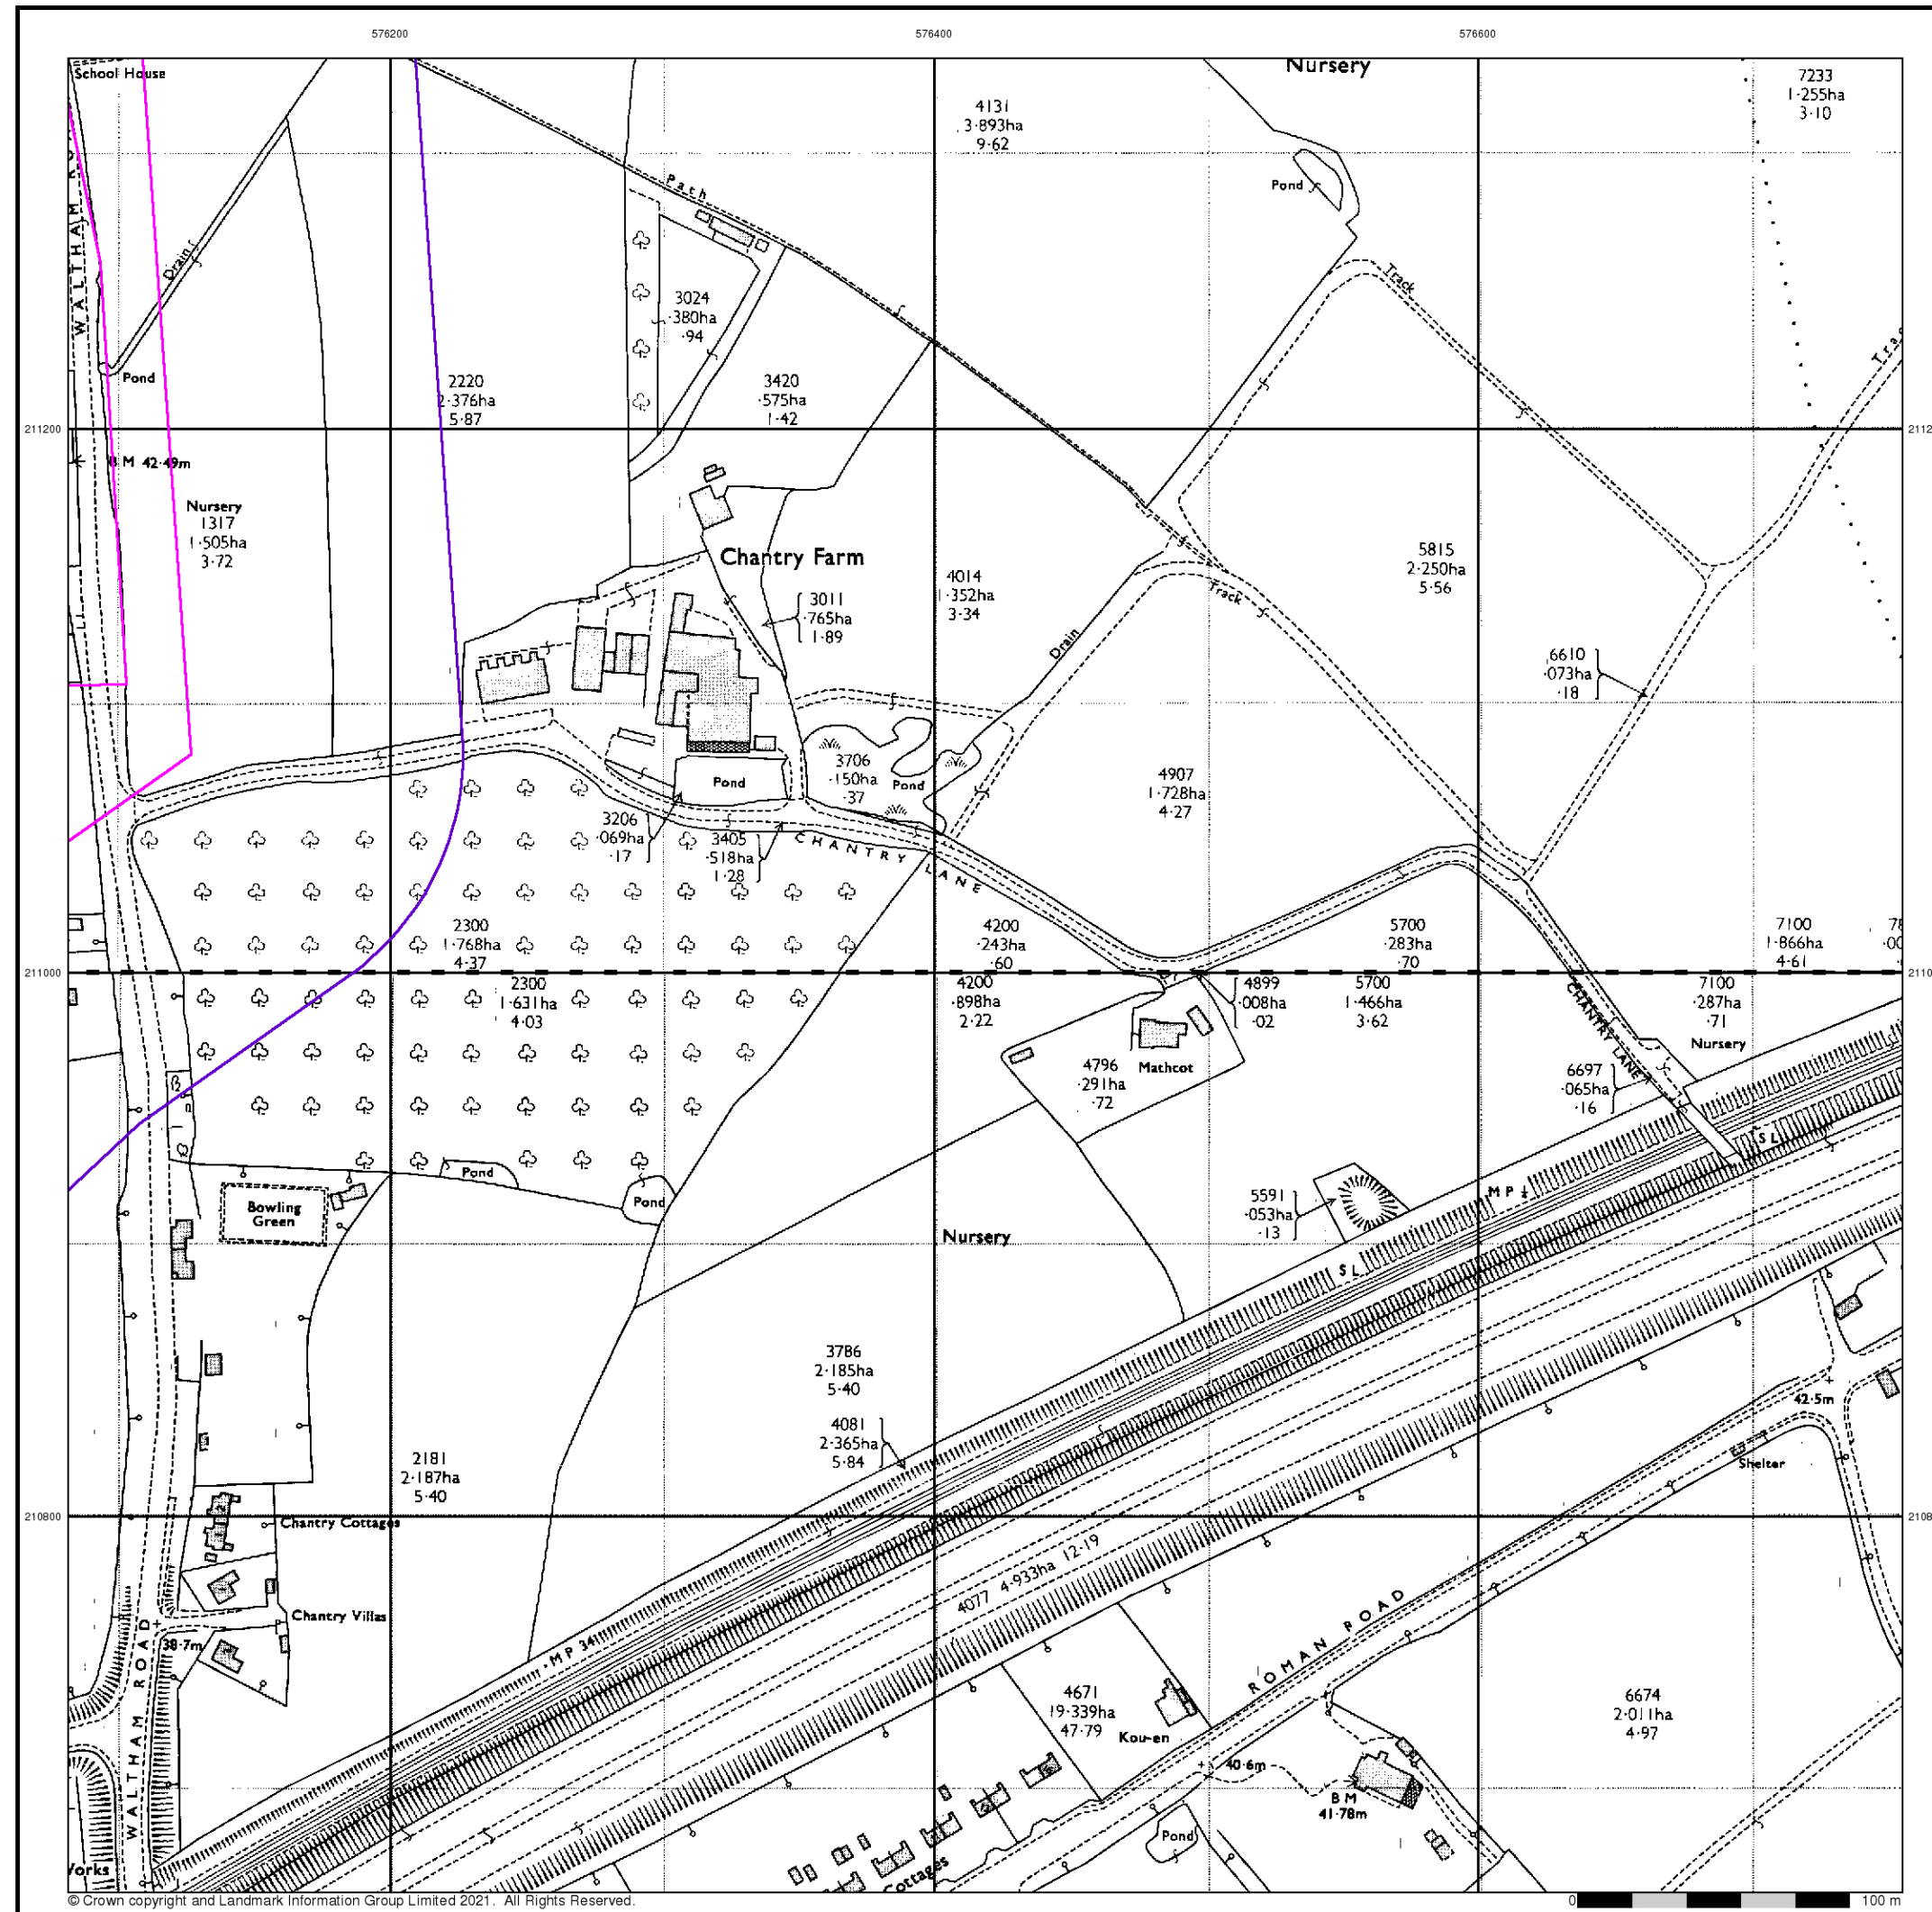 576200
576400
576600
School House
Nursery
7233
1·255ha
3·10
4131
3·893ha
9·62
Path
Pond
WALTHAM
Drain
Track
3024
·380ha
·94
Pond
2220
2·376ha
5·87
3420
·575ha
1·42
211200
B M 42·49m
Nursery
1317
1·505ha
3·72
Chantry Farm
5815
2·250ha
5·56
4014
1·352ha
3·34
Track
3011
·765ha
1·89
Drain
6610
·073ha
·18
3706
·150ha
·37
Pond
Pond
4907
1·728ha
4·27
3206
·069ha
·17
3405
·518ha
1·28
CHANTRY LANE
2300
1·768ha
4·37
4200
·243ha
·60
5700
·283ha
·70
7100
1·866ha
4·61
211000
2300
1·631ha
4·03
4200
·898ha
2·22
4899
·008ha
·02
5700
1·466ha
3·62
7100
·287ha
·71
CHANTRY LANE
Nursery
4796
·291ha
·72
Mathcot
6697
·065ha
·16
S L
Pond
Pond
Bowling
Green
5591
·053ha
·13
M P ¼
Nursery
S L
3786
2·185ha
5·40
42·5m
4081
2·365ha
5·84
Shelter
2181
2·187ha
5·40
210800
Chantry Cottages
4077 4·933ha 12·19
Chantry Villas
38·7m
M P 34
WALTHAM ROAD
ROMAN ROAD
4671
19·339ha
47·79
Kou-en
6674
2·011ha
4·97
40·6m
B M
41·78m
Pond
Cottages
© Crown copyright and Landmark Information Group Limited 2021. All Rights Reserved.
0
100 m